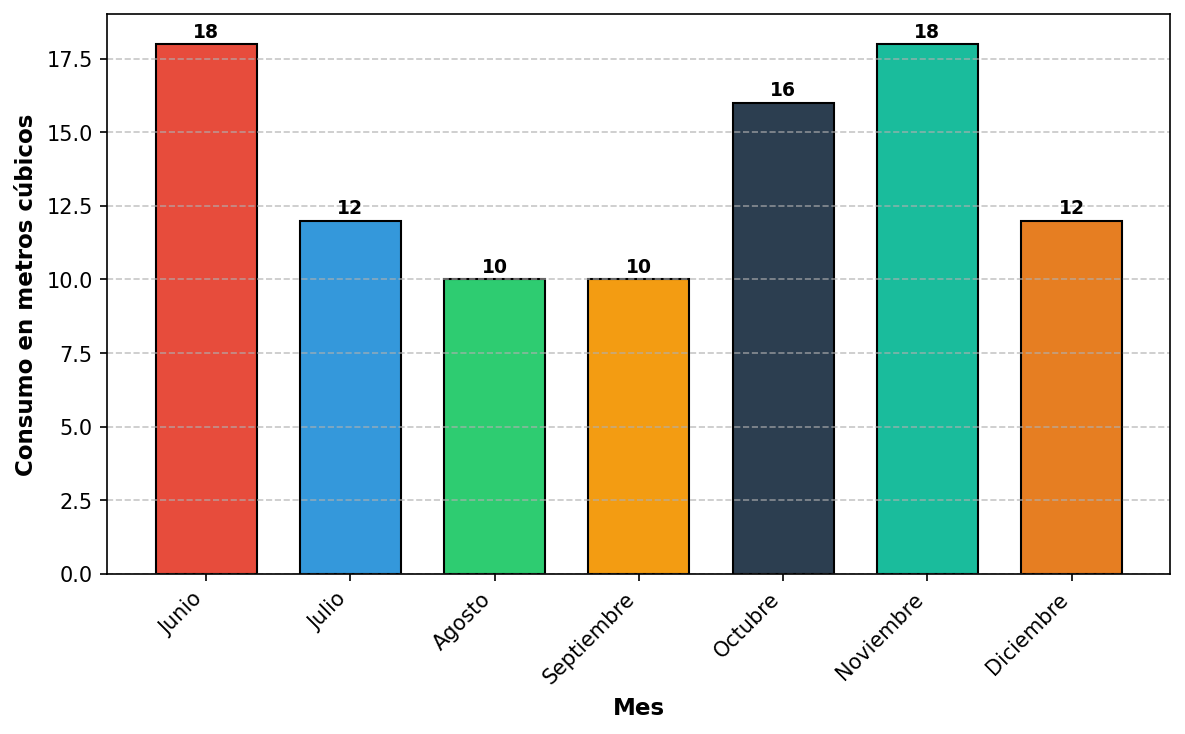 18
12
10
10
16
18
12
17.5
15.0
12.5
10.0
7.5
5.0
2.5
0.0
Consumo en metros cúbicos
Junio
Julio
Agosto
Septiembre
Octubre
Noviembre
Diciembre
Mes